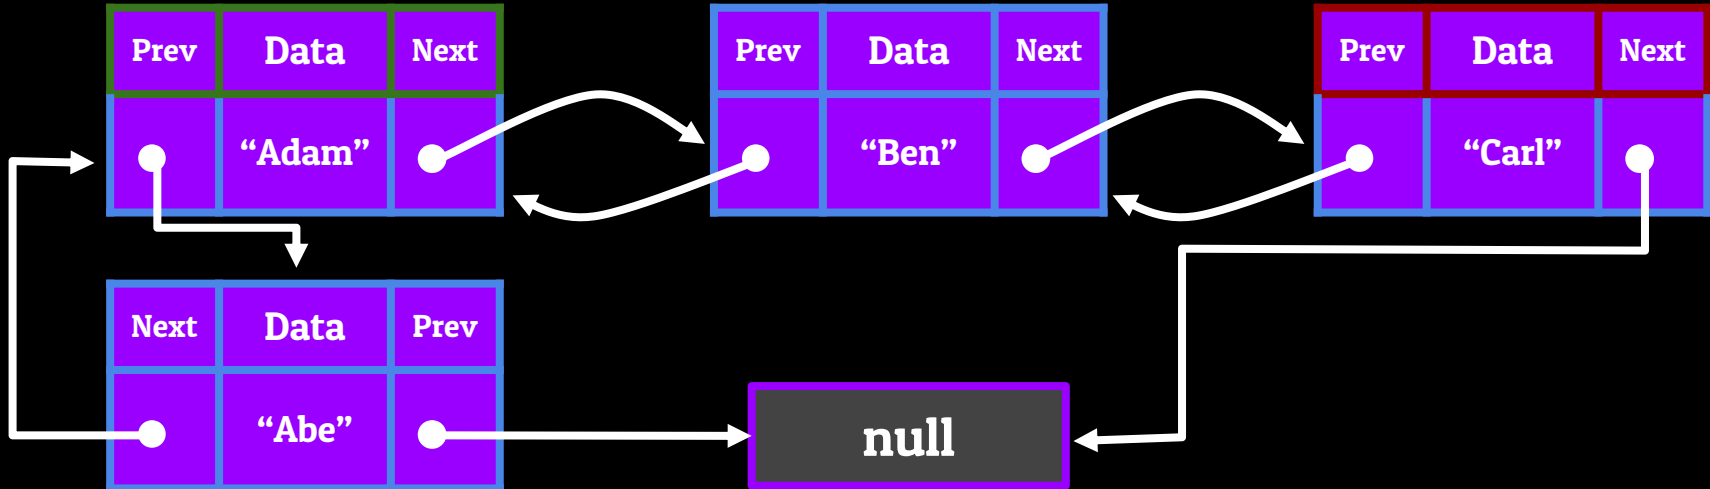 Prev Data Next
“Adam”
Prev Data Next
“Ben”
Prev Data Next
“Carl”
Next Data Prev
“Abe”
null